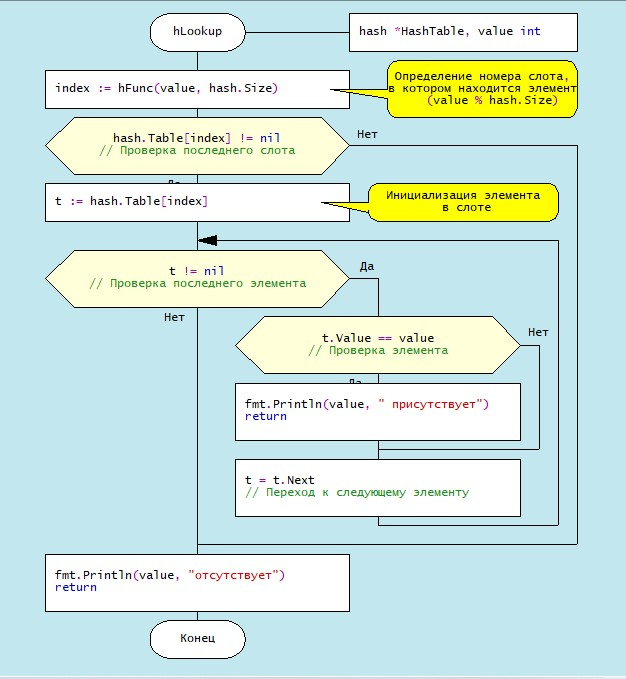 hLookup
hash *HashTable, value int
index := hFunc(value, hash.Size)
Определение номера слота,
в котором находится элемент
(value % hash.Size)
hash.Table[index] != nil
// Проверка последнего слота
Нет
Да
t := hash.Table[index]
Инициализация элемента
в слоте
t != nil
// Проверка последнего элемента
Да
Нет
t.Value == value
// Проверка элемента
Нет
Да
fmt.Println(value, " присутствует")
return
t = t.Next
// Переход к следующему элементу
fmt.Println(value, "отсутствует")
return
Конец